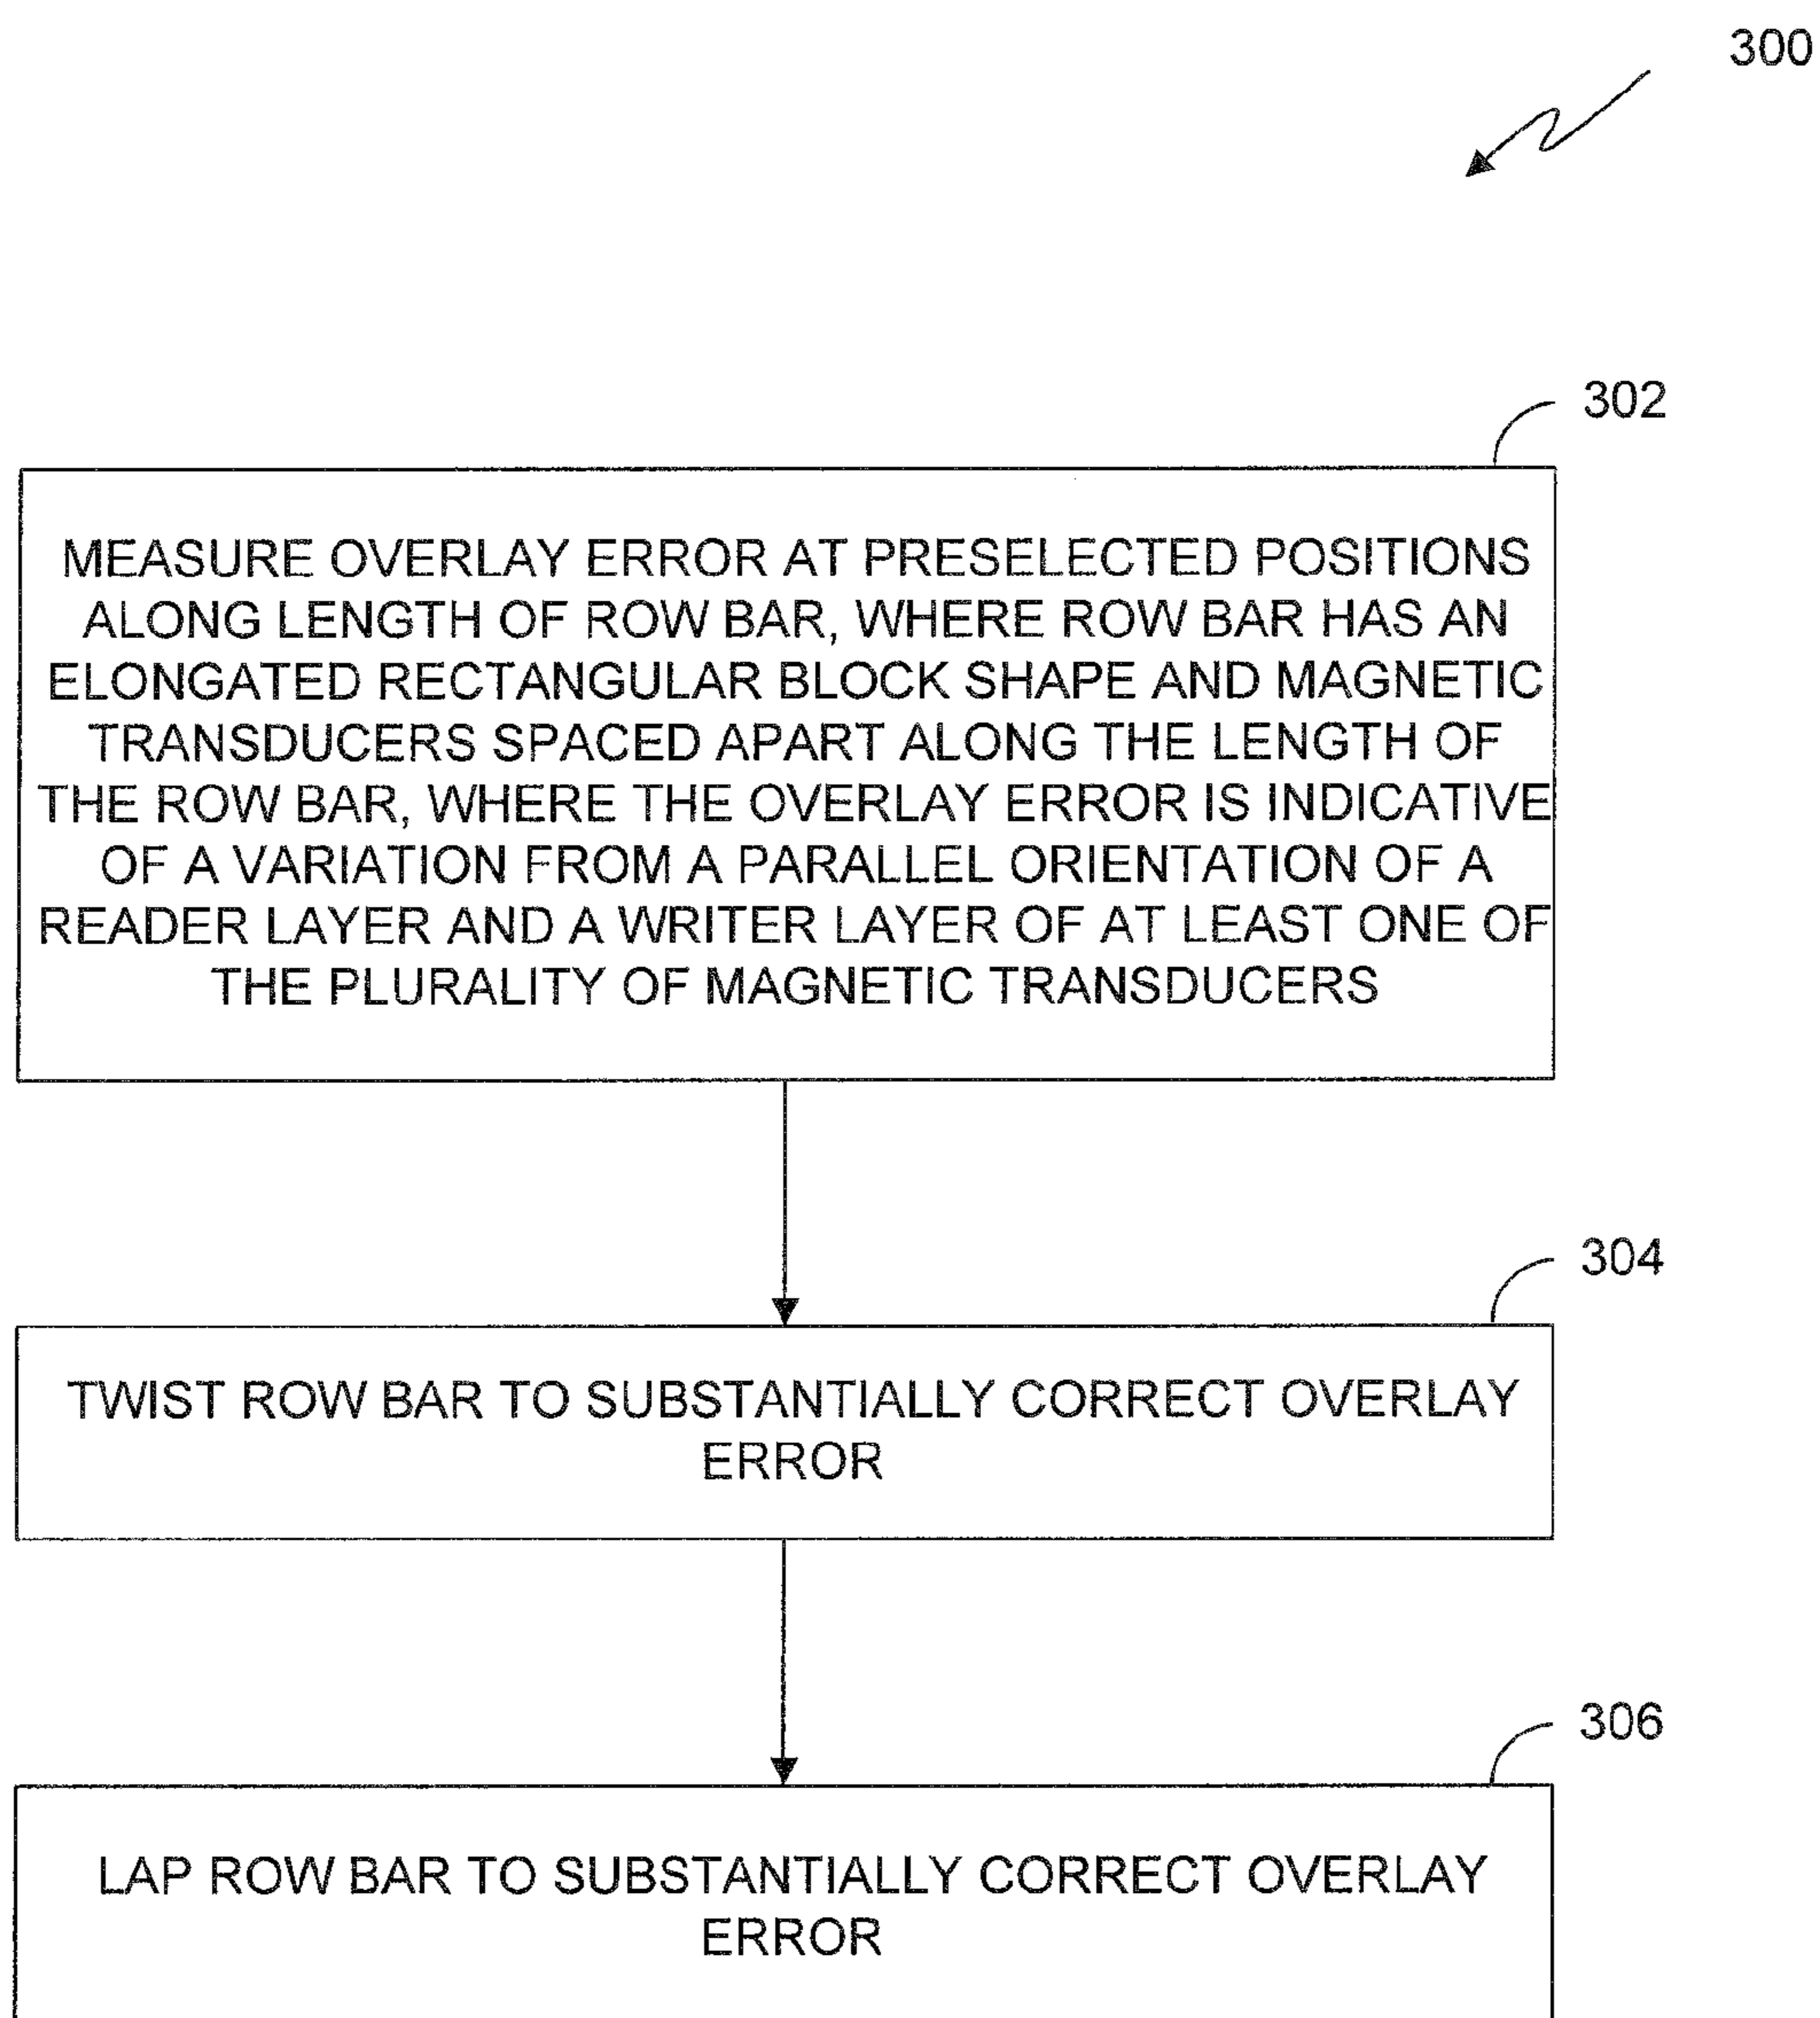 300
302
MEASURE OVERLAY ERROR AT PRESELECTED POSITIONS
ALONG LENGTH OF ROW BAR, WHERE ROW BAR HAS AN
ELONGATED RECTANGULAR BLOCK SHAPE AND MAGNETIC
TRANSDUCERS SPACED APART ALONG THE LENGTH OF
THE ROW BAR, WHERE THE OVERLAY ERROR IS INDICATIVE
OF A VARIATION FROM A PARALLEL ORIENTATION OF A
READER LAYER AND A WRITER LAYER OF AT LEAST ONE OF
THE PLURALITY OF MAGNETIC TRANSDUCERS
304
TWIST ROW BAR TO SUBSTANTIALLY CORRECT OVERLAY
ERROR
306
LAP ROW BAR TO SUBSTANTIALLY CORRECT OVERLAY
ERROR